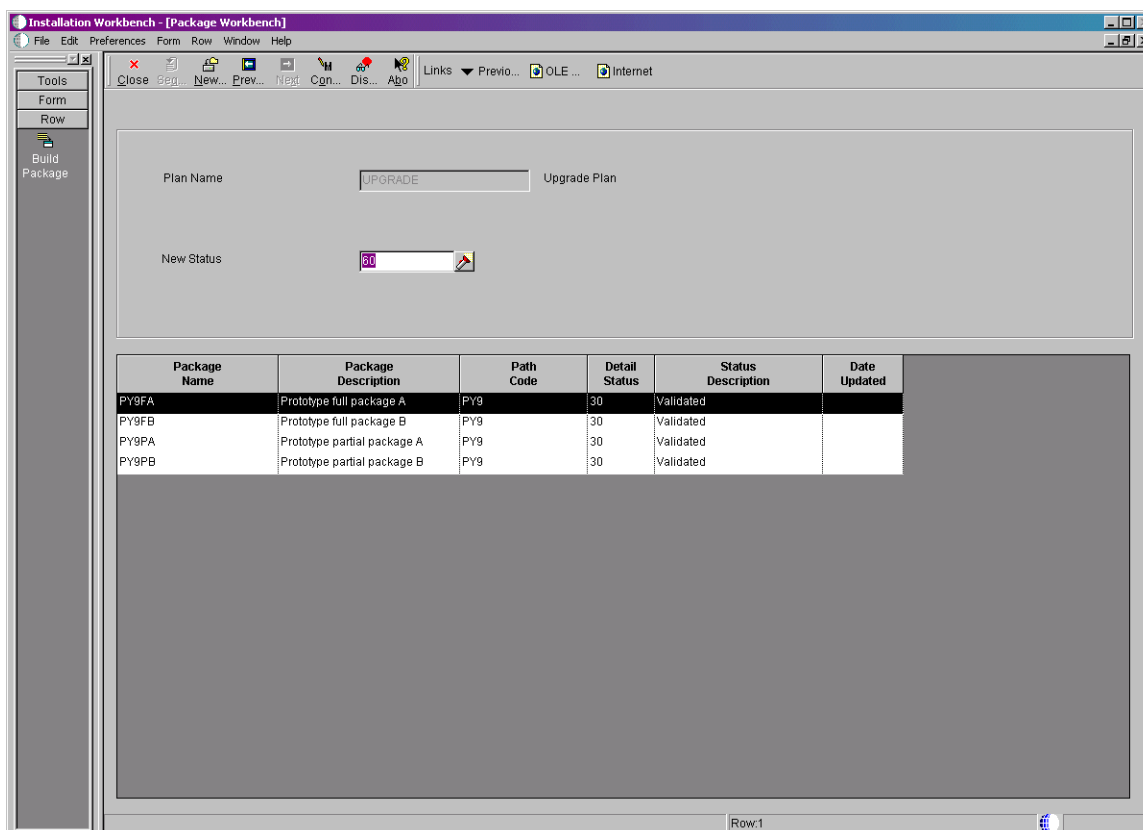 Installation Workbench - [Package Workbench]
File Edit Preferences Form Row Window Help
Tools
Form
Row
Build
Package
Close Seq... New... Prev... Next Con... Dis... Abo Links Previo... OLE ... Internet
Plan Name UPGRADE Upgrade Plan
New Status 60
Package Name Package Description Path Code Detail Status Status Description Date Updated
PY9FA Prototype full package A PY9 30 Validated
PY9FB Prototype full package B PY9 30 Validated
PY9PA Prototype partial package A PY9 30 Validated
PY9PB Prototype partial package B PY9 30 Validated
Row:1